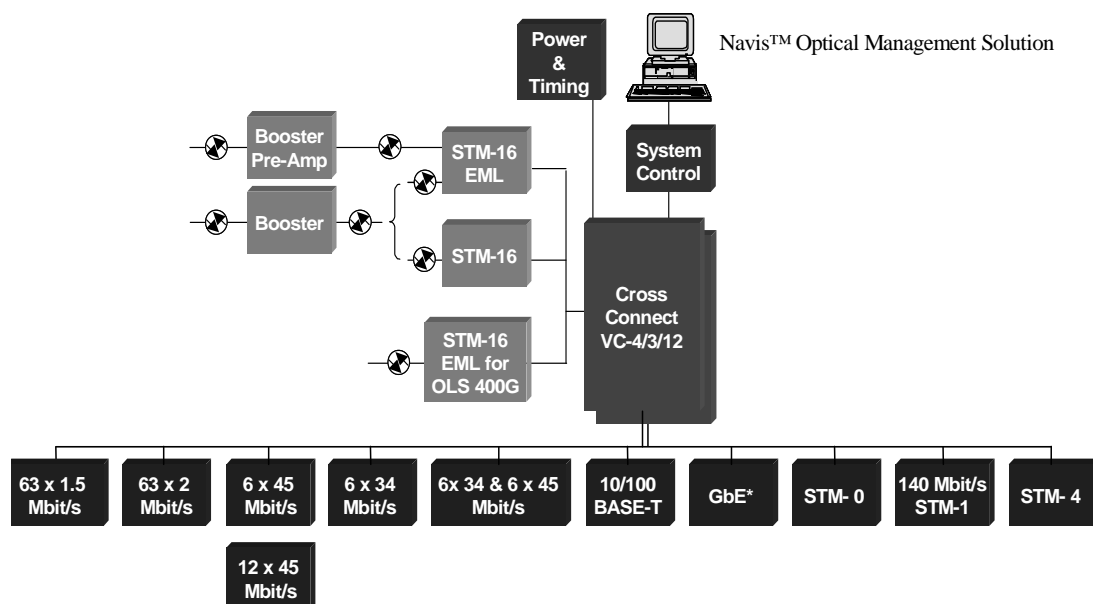 Power
&
Timing
Navis™ Optical Management Solution
Booster
Pre-Amp
STM-16
EML
System
Control
Booster
STM-16
Cross
Connect
VC-4/3/12
STM-16
EML for
OLS 400G
63 x 1.5
Mbit/s
63 x 2
Mbit/s
6 x 45
Mbit/s
6 x 34
Mbit/s
6x 34 & 6 x 45
Mbit/s
10/100
BASE-T
GbE*
STM- 0
140 Mbit/s
STM-1
STM- 4
12 x 45
Mbit/s